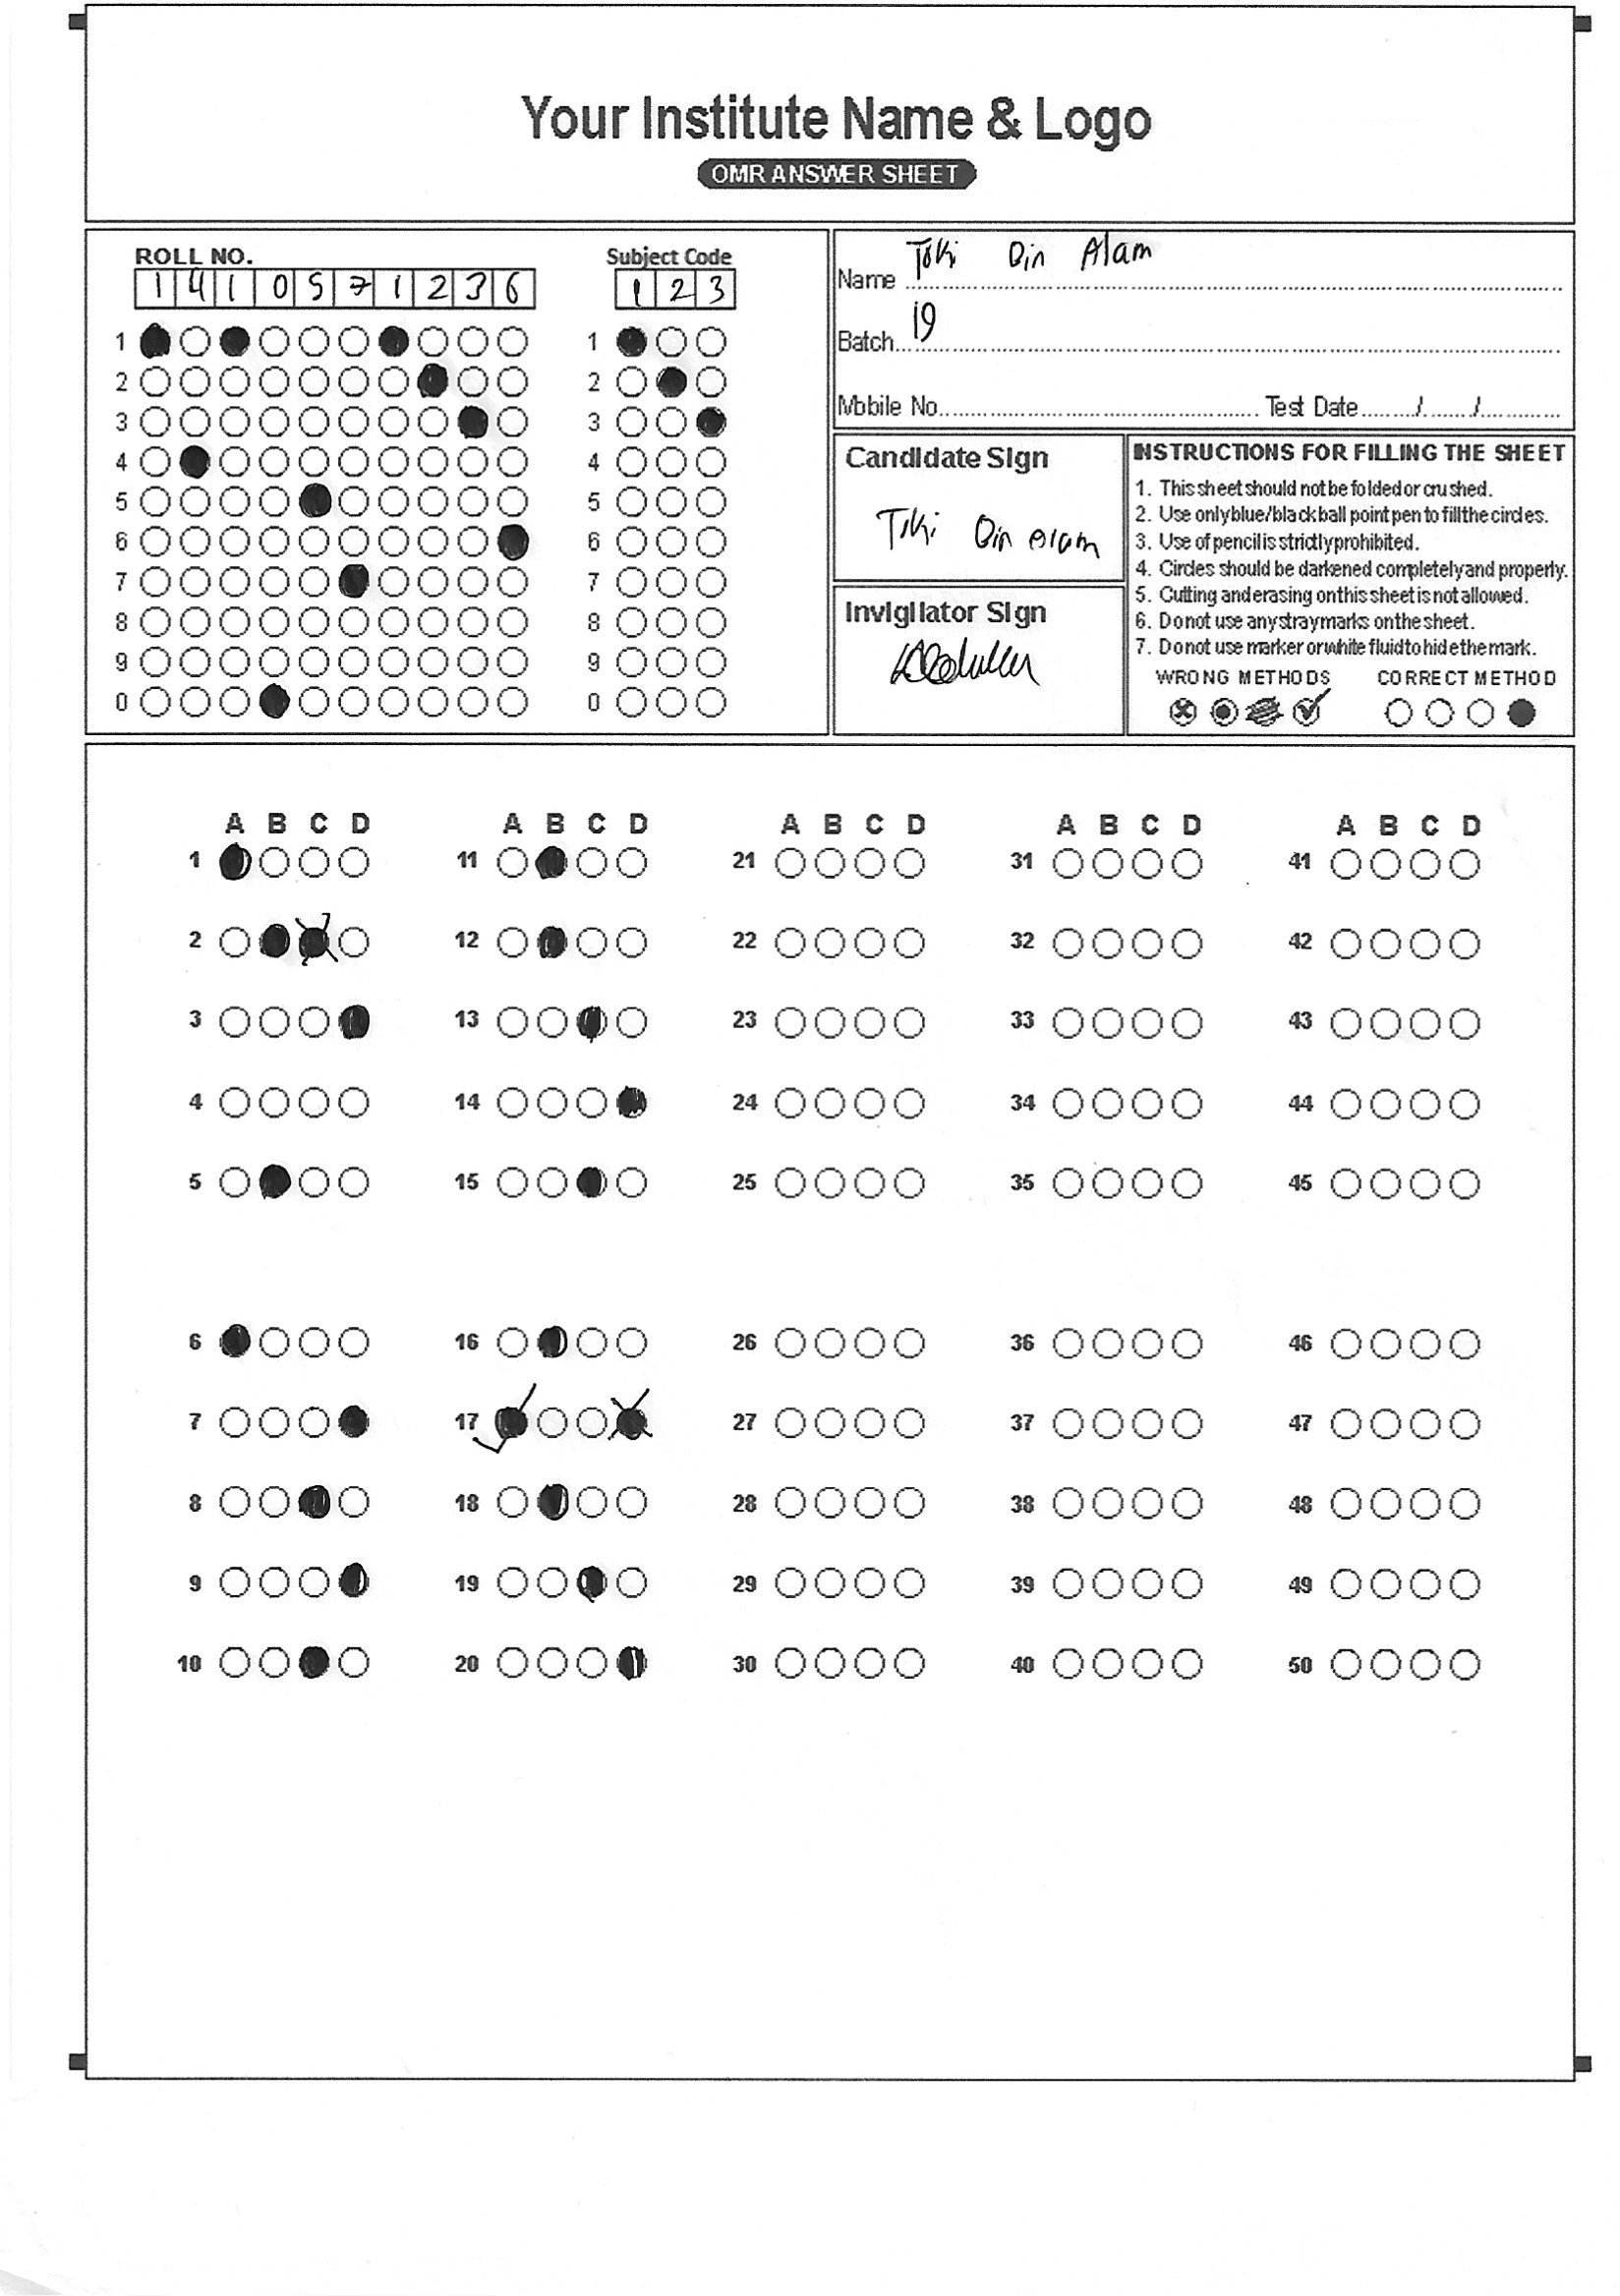 Your Institute Name & Logo
OMR ANSWER SHEET
ROLL NO.
1 4 1 0 5 7 1 2 3 6
1
2
3
4
5
6
7
8
9
0
Subject Code
1 2 3
1
2
3
4
5
6
7
8
9
0
Name Toki Din Alam
Batch 19
Mobile No. Test Date / /
Candidate Sign
Toki Din Alam
Invigilator Sign
INSTRUCTIONS FOR FILLING THE SHEET
1. This sheet should not be folded or crushed.
2. Use only blue/black ball point pen to fill the circles.
3. Use of pencil is strictly prohibited.
4. Circles should be darkened completely and properly.
5. Cutting and erasing on this sheet is not allowed.
6. Do not use any stray marks on the sheet.
7. Do not use marker or white fluid to hide the mark.
WRONG METHODS CORRECT METHOD
A B C D
1
2
3
4
5
6
7
8
9
10
A B C D
11
12
13
14
15
16
17
18
19
20
A B C D
21
22
23
24
25
26
27
28
29
30
A B C D
31
32
33
34
35
36
37
38
39
40
A B C D
41
42
43
44
45
46
47
48
49
50